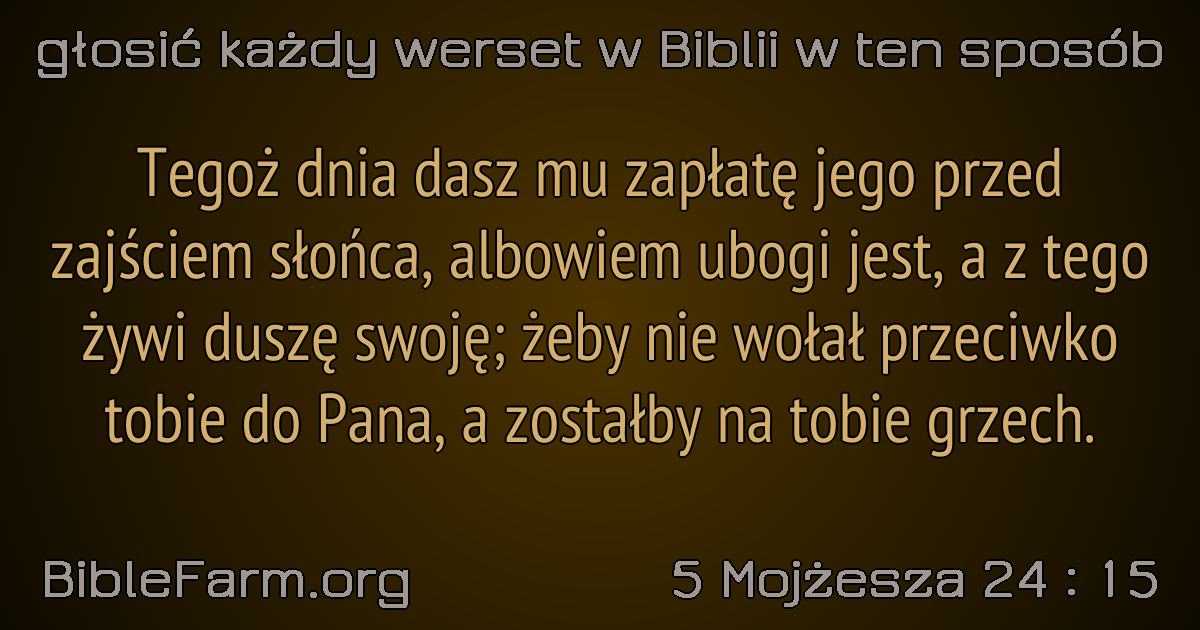 głosić każdy werset w Biblii w ten sposób
Tegoż dnia dasz mu zapłatę jego przed
zajściem słońca, albowiem ubogi jest, a z tego
żywi duszę swoję; żeby nie wołał przeciwko
tobie do Pana, a zostałby na tobie grzech.
BibleFarm.org
5 Mojżesza 24 : 15